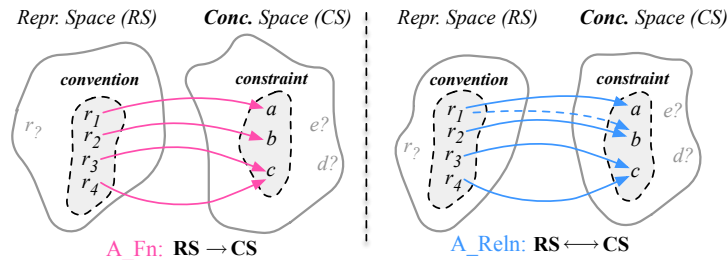 Repr. Space (RS)
Conc. Space (CS)
convention
constraint
r?
r1
r2
r3
r4
a
b
c
e?
d?
A_Fn: RS → CS
Repr. Space (RS)
Conc. Space (CS)
convention
constraint
r?
r1
r2
r3
r4
a
b
c
e?
d?
A_Reln: RS ⟷ CS